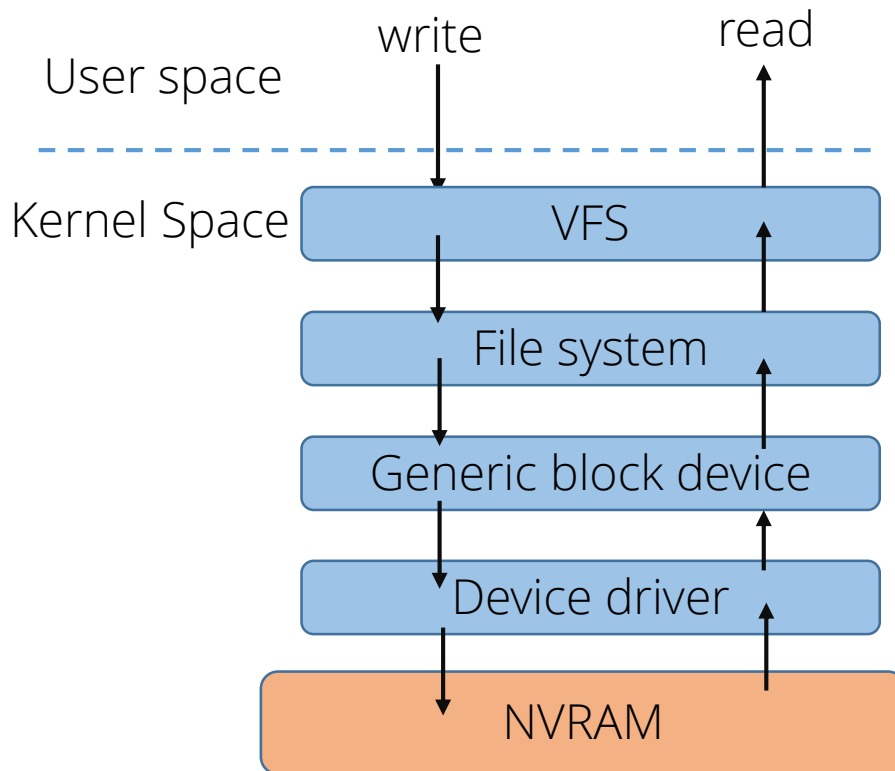 write
read
User space
Kernel Space
VFS
File system
Generic block device
Device driver
NVRAM